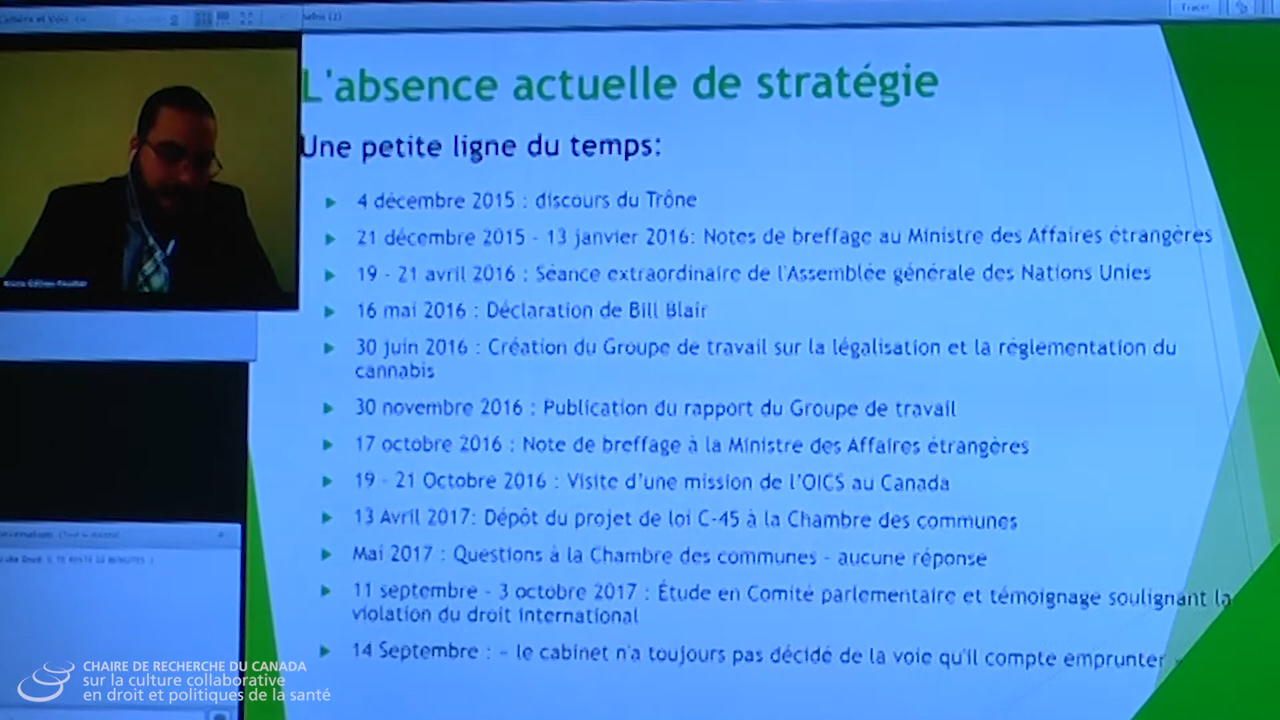 Tracer
L'absence actuelle de stratégie
Une petite ligne du temps:
4 décembre 2015 : discours du Trône
21 décembre 2015 - 13 janvier 2016: Notes de breffage au Ministre des Affaires étrangères
19 - 21 avril 2016 : Séance extraordinaire de l'Assemblée générale des Nations Unies
16 mai 2016 : Déclaration de Bill Blair
30 juin 2016 : Création du Groupe de travail sur la légalisation et la réglementation du
cannabis
30 novembre 2016 : Publication du rapport du Groupe de travail
17 octobre 2016 : Note de breffage à la Ministre des Affaires étrangères
19 - 21 Octobre 2016 : Visite d'une mission de l'OICS au Canada
13 Avril 2017: Dépôt du projet de loi C-45 à la Chambre des communes
Mai 2017 : Questions à la Chambre des communes - aucune réponse
11 septembre - 3 octobre 2017 : Étude en Comité parlementaire et témoignage soulignant la
violation du droit international
14 Septembre : « le cabinet n'a toujours pas décidé de la voie qu'il compte emprunter »
CHAIRE DE RECHERCHE DU CANADA
sur la culture collaborative
en droit et politiques de la santé